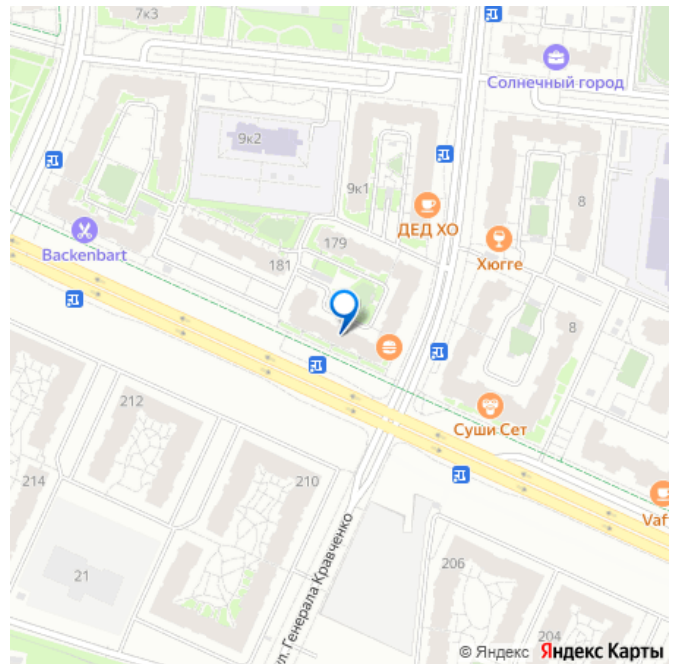 7к3
Солнечный город
9к2
9к1
8
ДЕД ХО
179
Хюгге
Backenbart
181
8
212
Суши Сет
214
210
Vaf
ул. Генерала Кравченко
21
206
204
© Яндекс Яндекс Карты